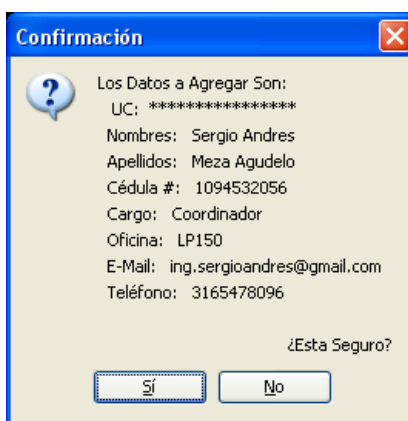 Confirmación
Los Datos a Agregar Son:
UC: ****************
Nombres: Sergio Andres
Apellidos: Meza Agudelo
Cédula #: 1094532056
Cargo: Coordinador
Oficina: LP150
E-Mail: ing.sergioandres@gmail.com
Teléfono: 3165478096
¿Esta Seguro?
Sí No